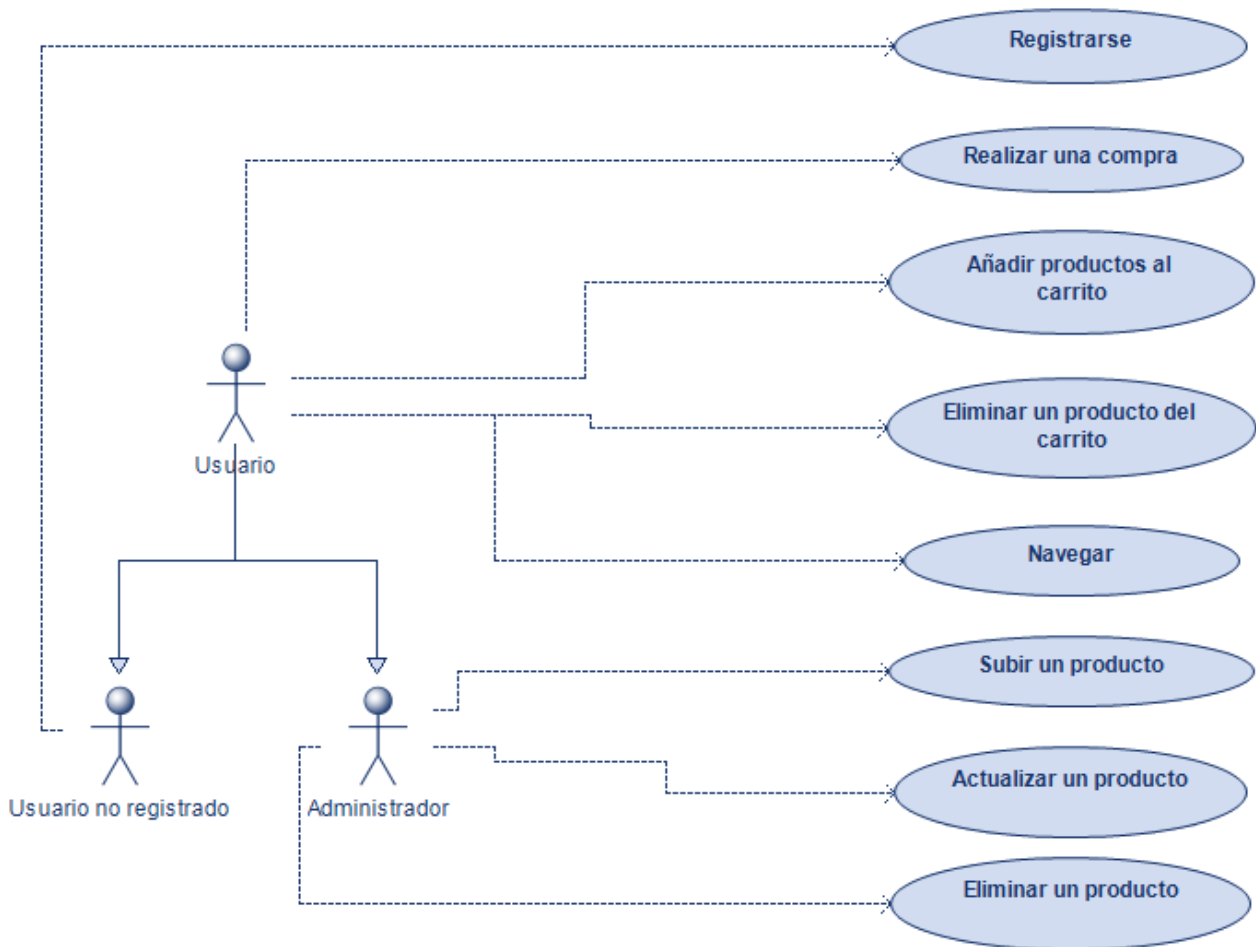 Registrarse
Realizar una compra
Añadir productos al
carrito
Eliminar un producto del
carrito
Usuario
Navegar
Subir un producto
Actualizar un producto
Usuario no registrado
Administrador
Eliminar un producto